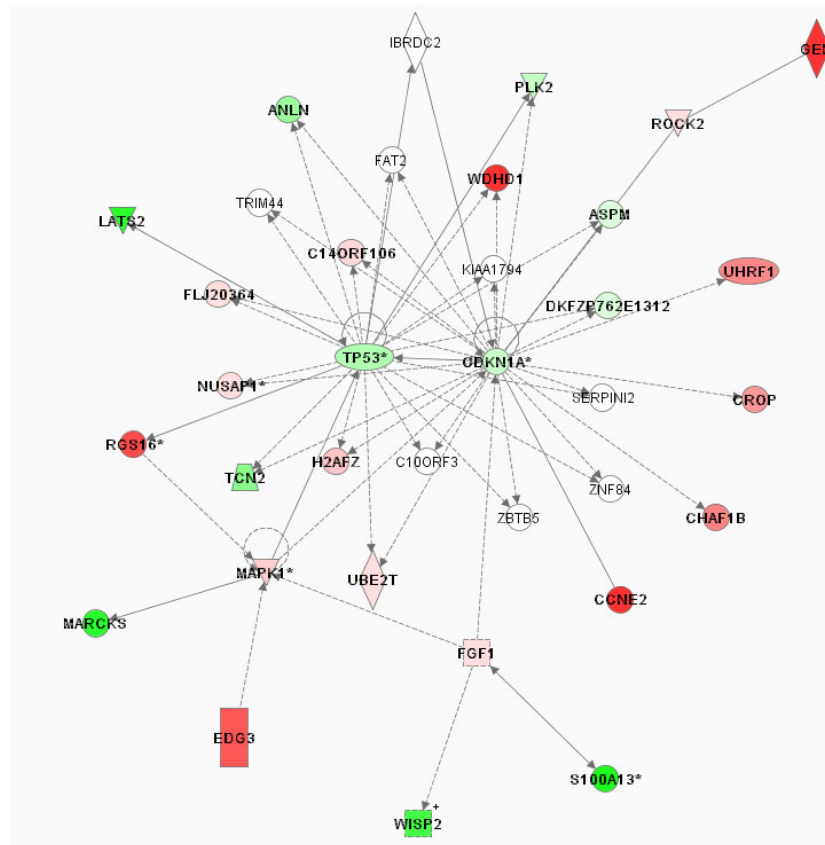 IBRDC2
GEM
PLK2
ANLN
ROCK2
FAT2
WDHD1
TRIM44
ASPM
LATS2
C14ORF106
KIAA1794
UHRF1
FLJ20364
DKFZP762E1312
TP53*
CDKN1A*
NUSAP1*
SERPINI2
CROP
RGS16*
H2AFZ
C10ORF3
TCN2
ZNF84
ZBTB5
CHAF1B
MAPK1*
UBE2T
CCNE2
MARCKS
FGF1
EDG3
S100A13*
+
WISP2